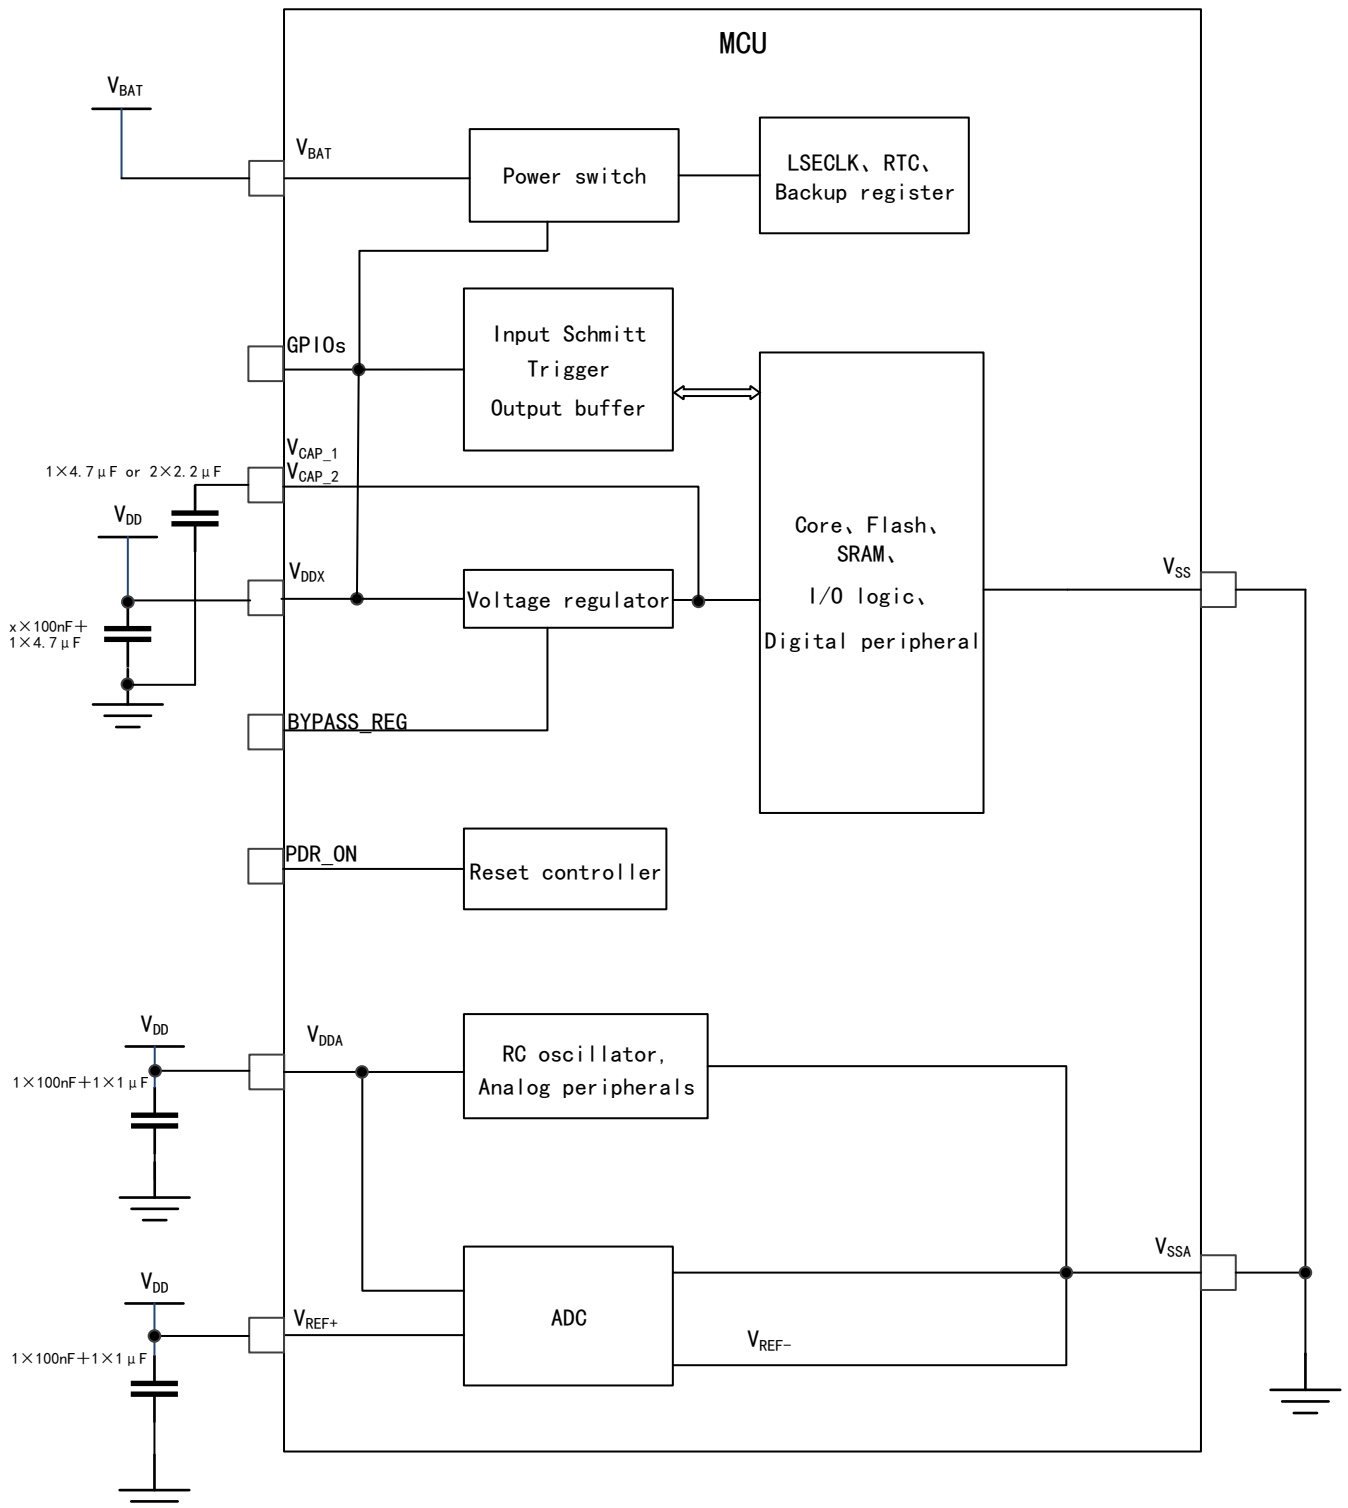 MCU
VBAT
VBAT
Power switch
LSECLK、RTC、
Backup register
GPIOs
Input Schmitt
Trigger
Output buffer
VCAP_1
VCAP_2
1×4.7μF or 2×2.2μF
VDD
VDDX
Voltage regulator
x×100nF+
1×4.7μF
Core、Flash、
SRAM、
I/O logic、
Digital peripheral
VSS
BYPASS_REG
PDR_ON
Reset controller
VDD
VDDA
1×100nF+1×1μF
RC oscillator,
Analog peripherals
VSSA
VDD
VREF+
ADC
VREF-
1×100nF+1×1μF